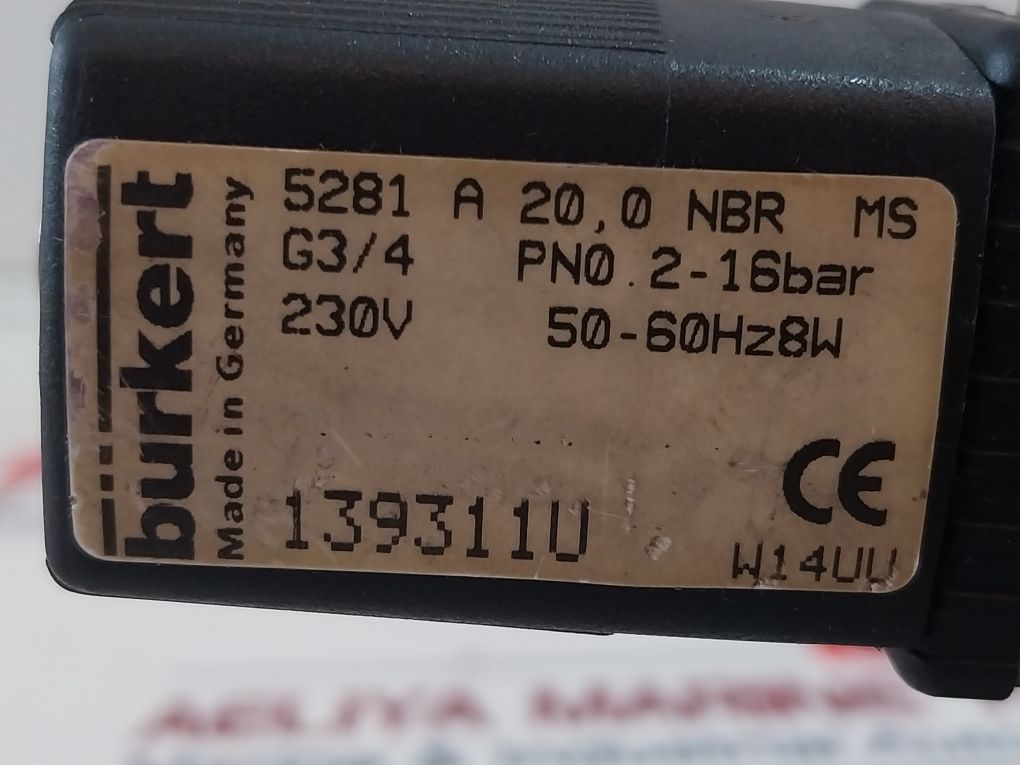 bürkert
Made in Germany
5281 A 20,0 NBR MS
G3/4 PN0.2-16bar
230V 50-60Hz8W
139311U
CE
W14UU